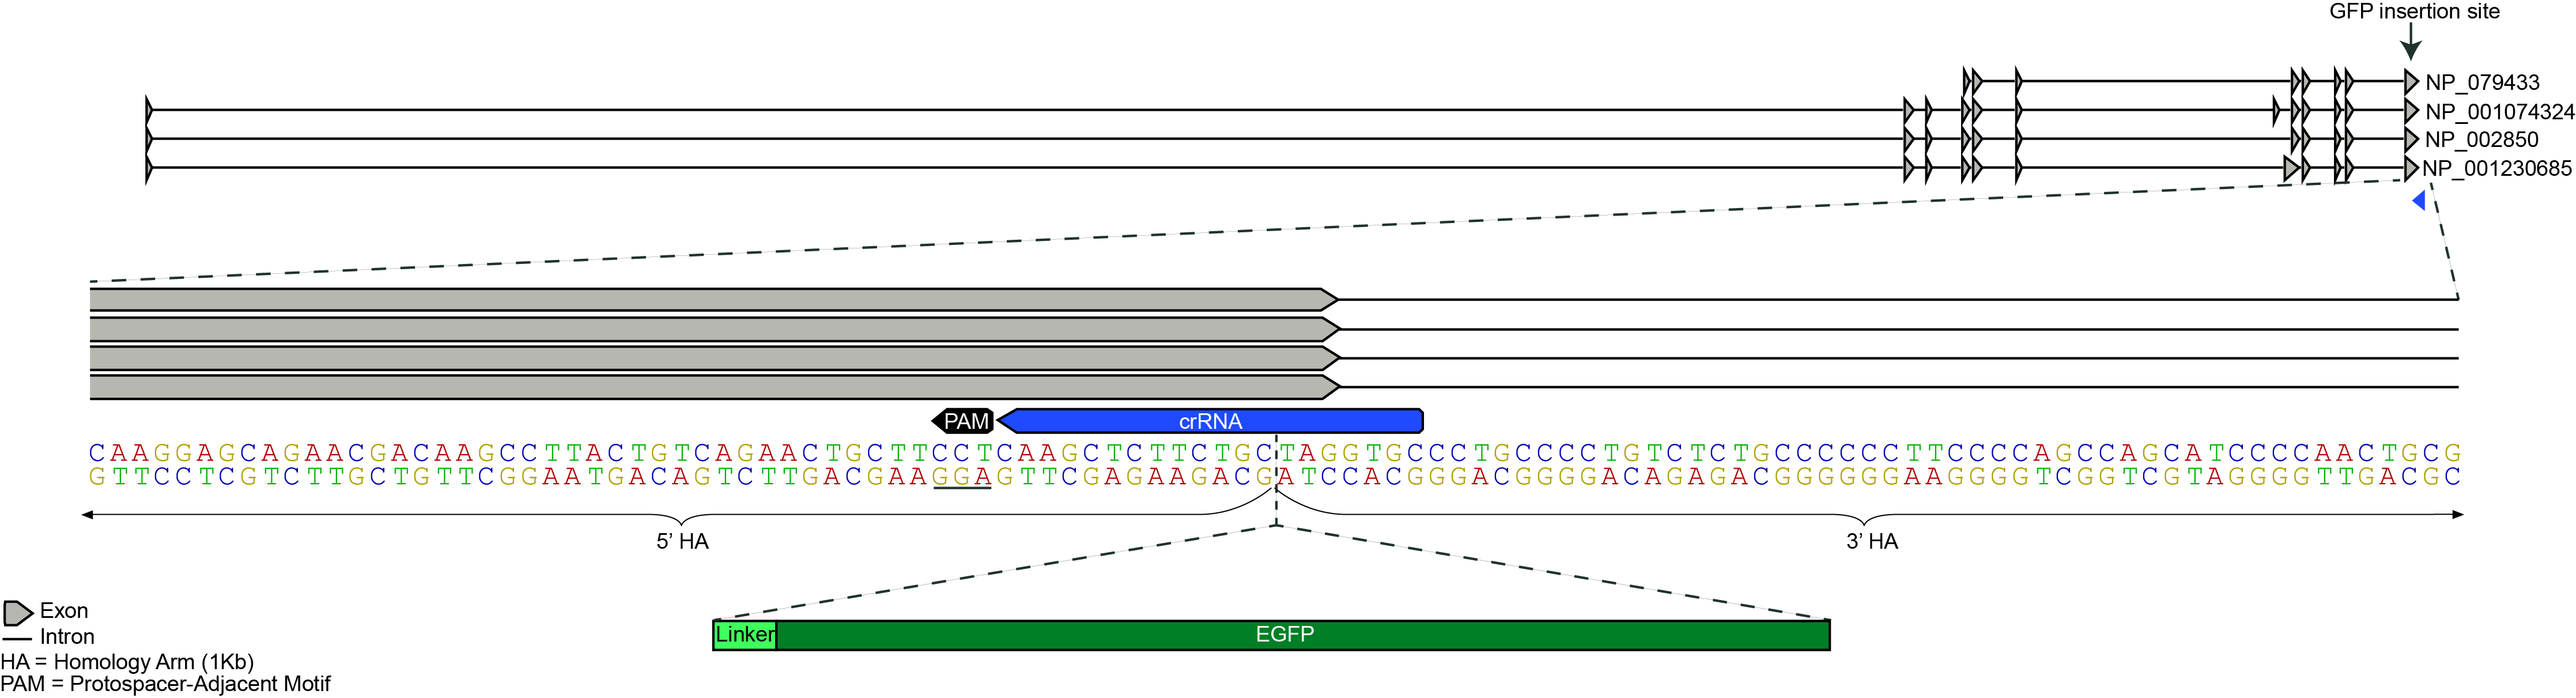 GFP insertion site
NP_079433
NP_001074324
NP_002850
NP_001230685
PAM
crRNA
CAAGGAGCAGAACGACAAGCCTTACTGTCAGAACTGCTTCCTCAAGCTCTTCTGCTAGGTGCCCTGCCCCTGTCTCTGCCCCCCTTCCCCAGCCAGCATCCCCAACTGCG
GTTCCTCGTCTTGCTGTTCGGAATGACAGTCTTGACGAAGGAGTTCGAGAAGACGATCCACGGGACGGGGACAGAGACGGGGGGAAGGGGTCGGTCGTAGGGGTTGACGC
5’ HA
3’ HA
Linker
EGFP
Exon
Intron
HA = Homology Arm (1Kb)
PAM = Protospacer-Adjacent Motif